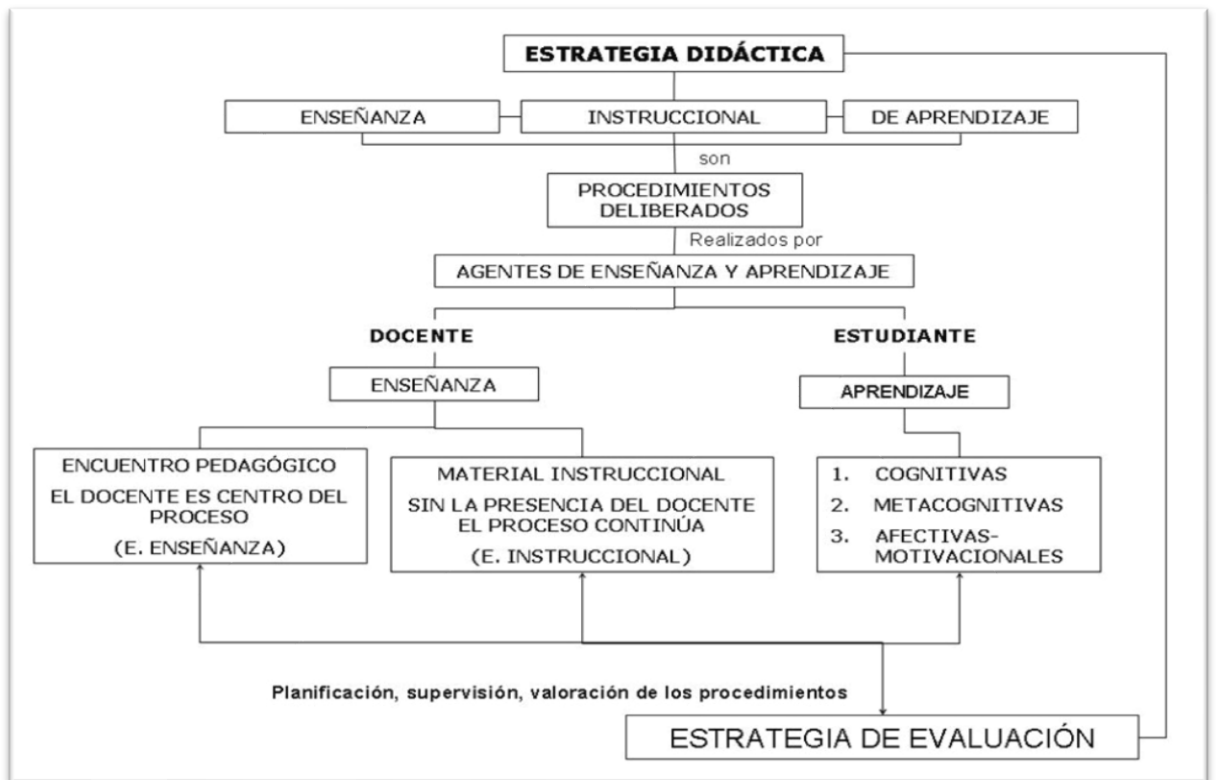 ESTRATEGIA DIDÁCTICA
ENSEÑANZA
INSTRUCCIONAL
DE APRENDIZAJE
son
PROCEDIMIENTOS
DELIBERADOS
Realizados por
AGENTES DE ENSEÑANZA Y APRENDIZAJE
DOCENTE
ENSEÑANZA
ENCUENTRO PEDAGÓGICO
EL DOCENTE ES CENTRO DEL
PROCESO
(E. ENSEÑANZA)
MATERIAL INSTRUCCIONAL
SIN LA PRESENCIA DEL DOCENTE
EL PROCESO CONTINÚA
(E. INSTRUCCIONAL)
ESTUDIANTE
APRENDIZAJE
1. COGNITIVAS
2. METACOGNITIVAS
3. AFECTIVAS-
MOTIVACIONALES
Planificación, supervisión, valoración de los procedimientos
ESTRATEGIA DE EVALUACIÓN